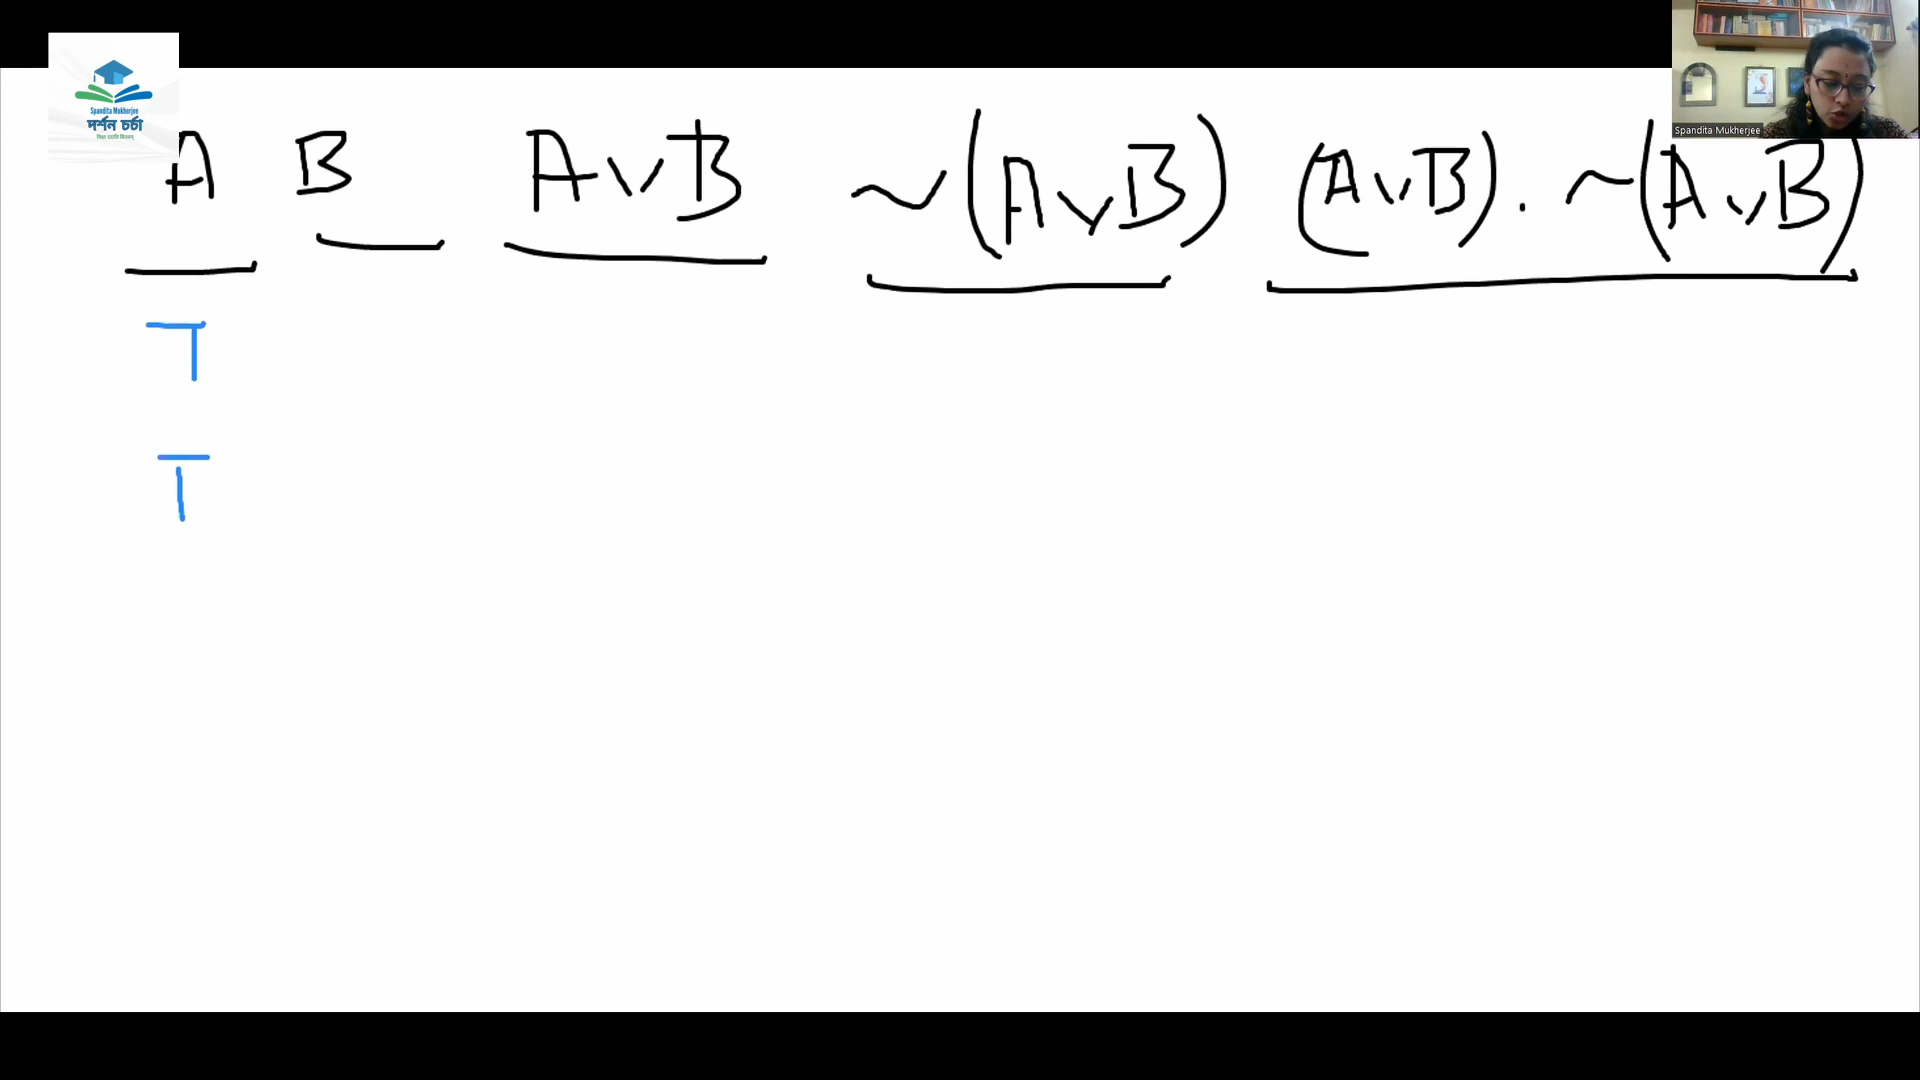 Spandita Mukherjee
দর্শন চর্চা
Spandita Mukherjee
A B A∨B ~(A∨B) (A∨B) . ~(A∨B)
T
T